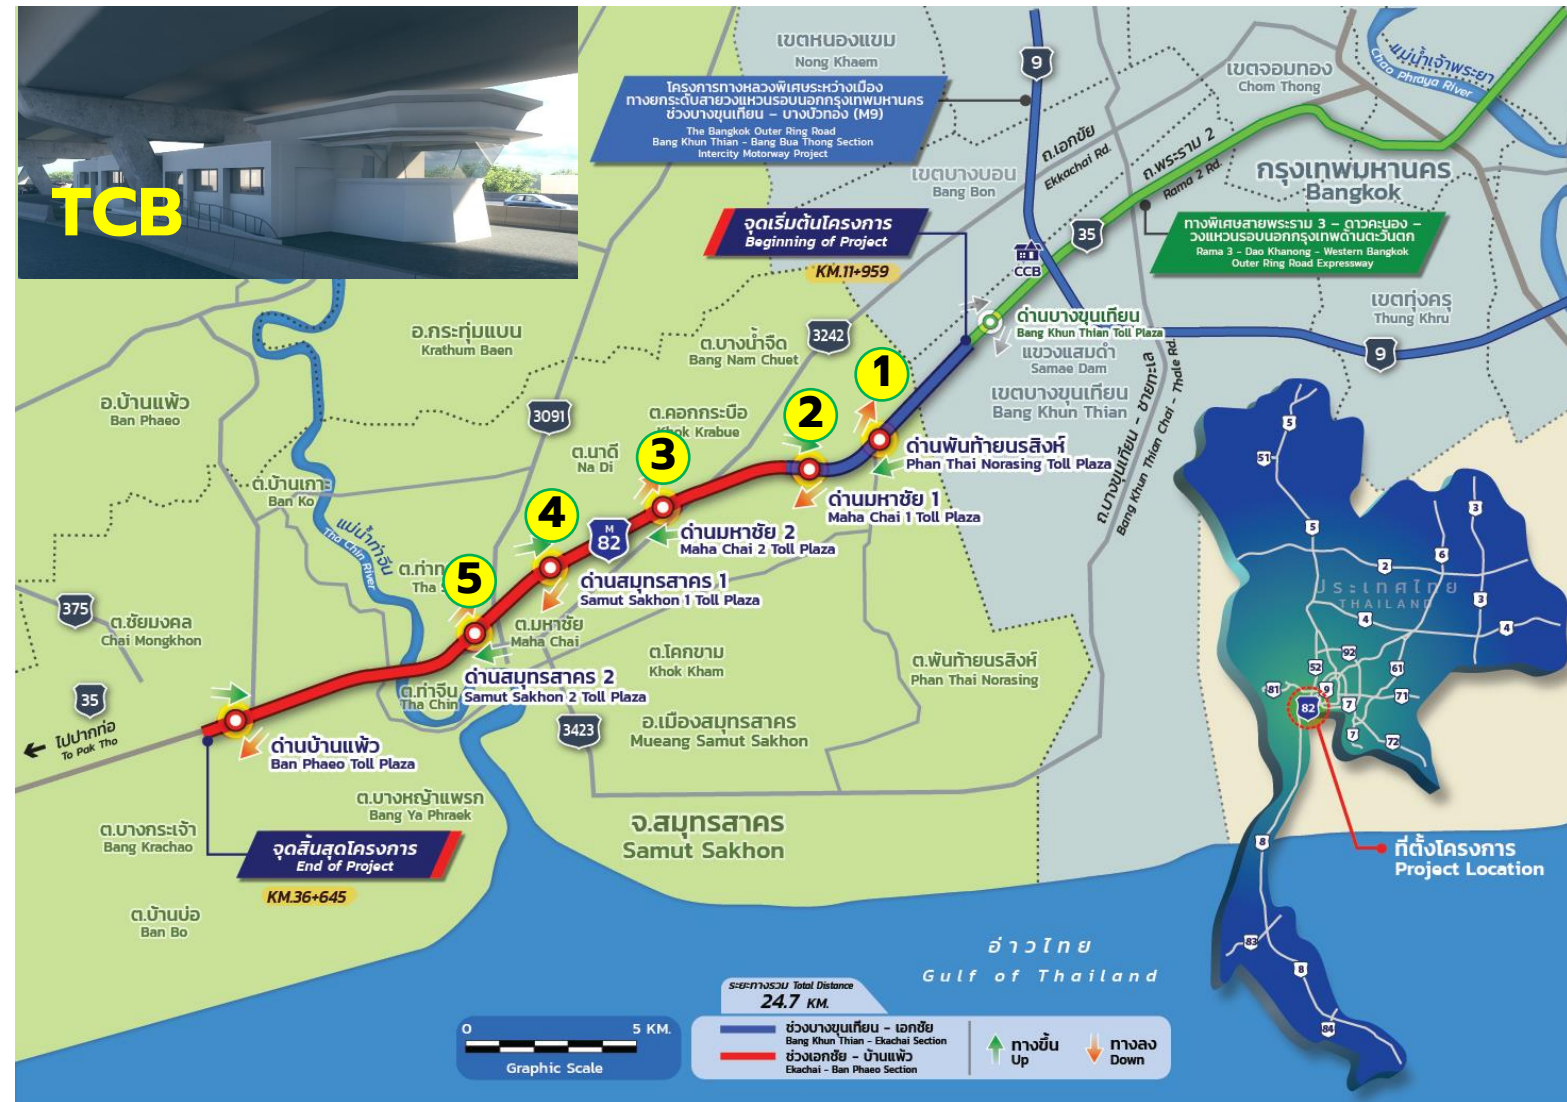 TCB
เขตหนองแขม
Nong Khaem
9
โครงการทางหลวงพิเศษระหว่างเมือง
ทางยกระดับสายวงแหวนรอบนอกกรุงเทพมหานคร
ช่วงบางขุนเทียน – บางบัวทอง (M9)
The Bangkok Outer Ring Road
Bang Khun Thian - Bang Bua Thong Section
Intercity Motorway Project
เขตจอมทอง
Chom Thong
แม่น้ำเจ้าพระยา
Chao Phraya River
ถ.เอกชัย
Ekkachai Rd.
ถ.พระราม 2
Rama 2 Rd.
เขตบางบอน
Bang Bon
กรุงเทพมหานคร
Bangkok
จุดเริ่มต้นโครงการ
Beginning of Project
KM.11+959
35
CCB
ทางพิเศษสายพระราม 3 – ดาวคะนอง –
วงแหวนรอบนอกกรุงเทพด้านตะวันตก
Rama 3 - Dao Khanong - Western Bangkok
Outer Ring Road Expressway
เขตทุ่งครุ
Thung Khru
9
ด่านบางขุนเทียน
Bang Khun Thian Toll Plaza
แขวงแสมดำ
Samae Dam
เขตบางขุนเทียน
Bang Khun Thian
ถ.บางขุนเทียน - ชายทะเล
Bang Khun Thian Chai - Thale Rd.
อ.กระทุ่มแบน
Krathum Baen
ต.บางน้ำจืด
Bang Nam Chuet
3242
อ.บ้านแพ้ว
Ban Phaeo
3091
ต.คอกกระบือ
Khok Krabue
ต.นาดี
Na Di
1
2
3
4
5
ด่านพันท้ายนรสิงห์
Phan Thai Norasing Toll Plaza
ด่านมหาชัย 1
Maha Chai 1 Toll Plaza
ด่านมหาชัย 2
Maha Chai 2 Toll Plaza
M
82
ด่านสมุทรสาคร 1
Samut Sakhon 1 Toll Plaza
ต.บ้านเกาะ
Ban Ko
แม่น้ำท่าจีน
Tha Chin River
ต.มหาชัย
Maha Chai
ต.โคกขาม
Khok Kham
ต.พันท้ายนรสิงห์
Phan Thai Norasing
375
ต.ชัยมงคล
Chai Mongkhon
ด่านสมุทรสาคร 2
Samut Sakhon 2 Toll Plaza
ต.ท่าจีน
Tha Chin
35
ไปปากท่อ
To Pak Tho
3423
อ.เมืองสมุทรสาคร
Mueang Samut Sakhon
ด่านบ้านแพ้ว
Ban Phaeo Toll Plaza
ต.บางหญ้าแพรก
Bang Ya Phraek
ต.บางกระเจ้า
Bang Krachao
จุดสิ้นสุดโครงการ
End of Project
KM.36+645
จ.สมุทรสาคร
Samut Sakhon
ต.บ้านบ่อ
Ban Bo
อ่าวไทย
Gulf of Thailand
5
51
5
3
6
2
ประเทศไทย
THAILAND
3
4
4
92
52
61
81
9
71
82
7
7
72
8
83
8
84
ที่ตั้งโครงการ
Project Location
0
5 KM.
Graphic Scale
ระยะทางรวม Total Distance
24.7 KM.
ช่วงบางขุนเทียน – เอกชัย
Bang Khun Thian - Ekachai Section
ช่วงเอกชัย – บ้านแพ้ว
Ekachai - Ban Phaeo Section
ทางขึ้น
Up
ทางลง
Down